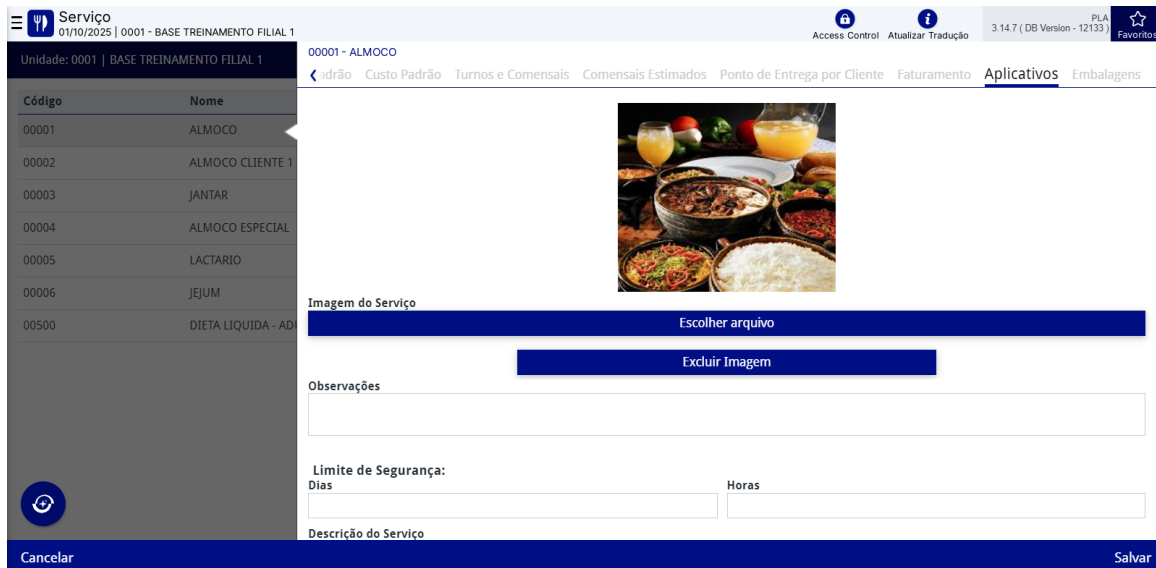 Serviço
01/10/2025 | 0001 - BASE TREINAMENTO FILIAL 1
Access Control
Atualizar Tradução
PLA
3.14.7 ( DB Version - 12133 )
Favoritos
Unidade: 0001 | BASE TREINAMENTO FILIAL 1
Código Nome
00001 ALMOCO
00002 ALMOCO CLIENTE 1
00003 JANTAR
00004 ALMOCO ESPECIAL
00005 LACTARIO
00006 JEJUM
00500 DIETA LIQUIDA - ADU
00001 - ALMOCO
drão Custo Padrão Turnos e Comensais Comensais Estimados Ponto de Entrega por Cliente Faturamento Aplicativos Embalagens
Imagem do Serviço
Escolher arquivo
Excluir Imagem
Observações
Limite de Segurança:
Dias Horas
Descrição do Serviço
Cancelar Salvar